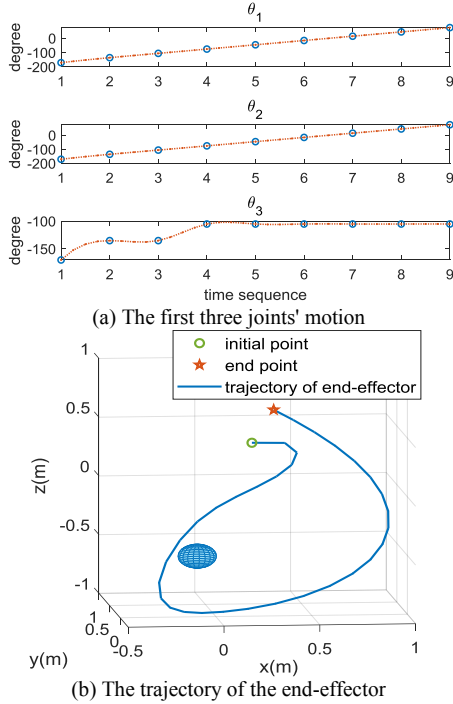 θ1
degree
0
-100
-200
1 2 3 4 5 6 7 8 9
θ2
degree
0
-100
-200
1 2 3 4 5 6 7 8 9
θ3
degree
-100
-150
1 2 3 4 5 6 7 8 9
time sequence
(a) The first three joints' motion
initial point
end point
trajectory of end-effector
1
0.5
0
-0.5
-1
z(m)
1
0.5
0
y(m)
-0.5 0 0.5 1
x(m)
(b) The trajectory of the end-effector